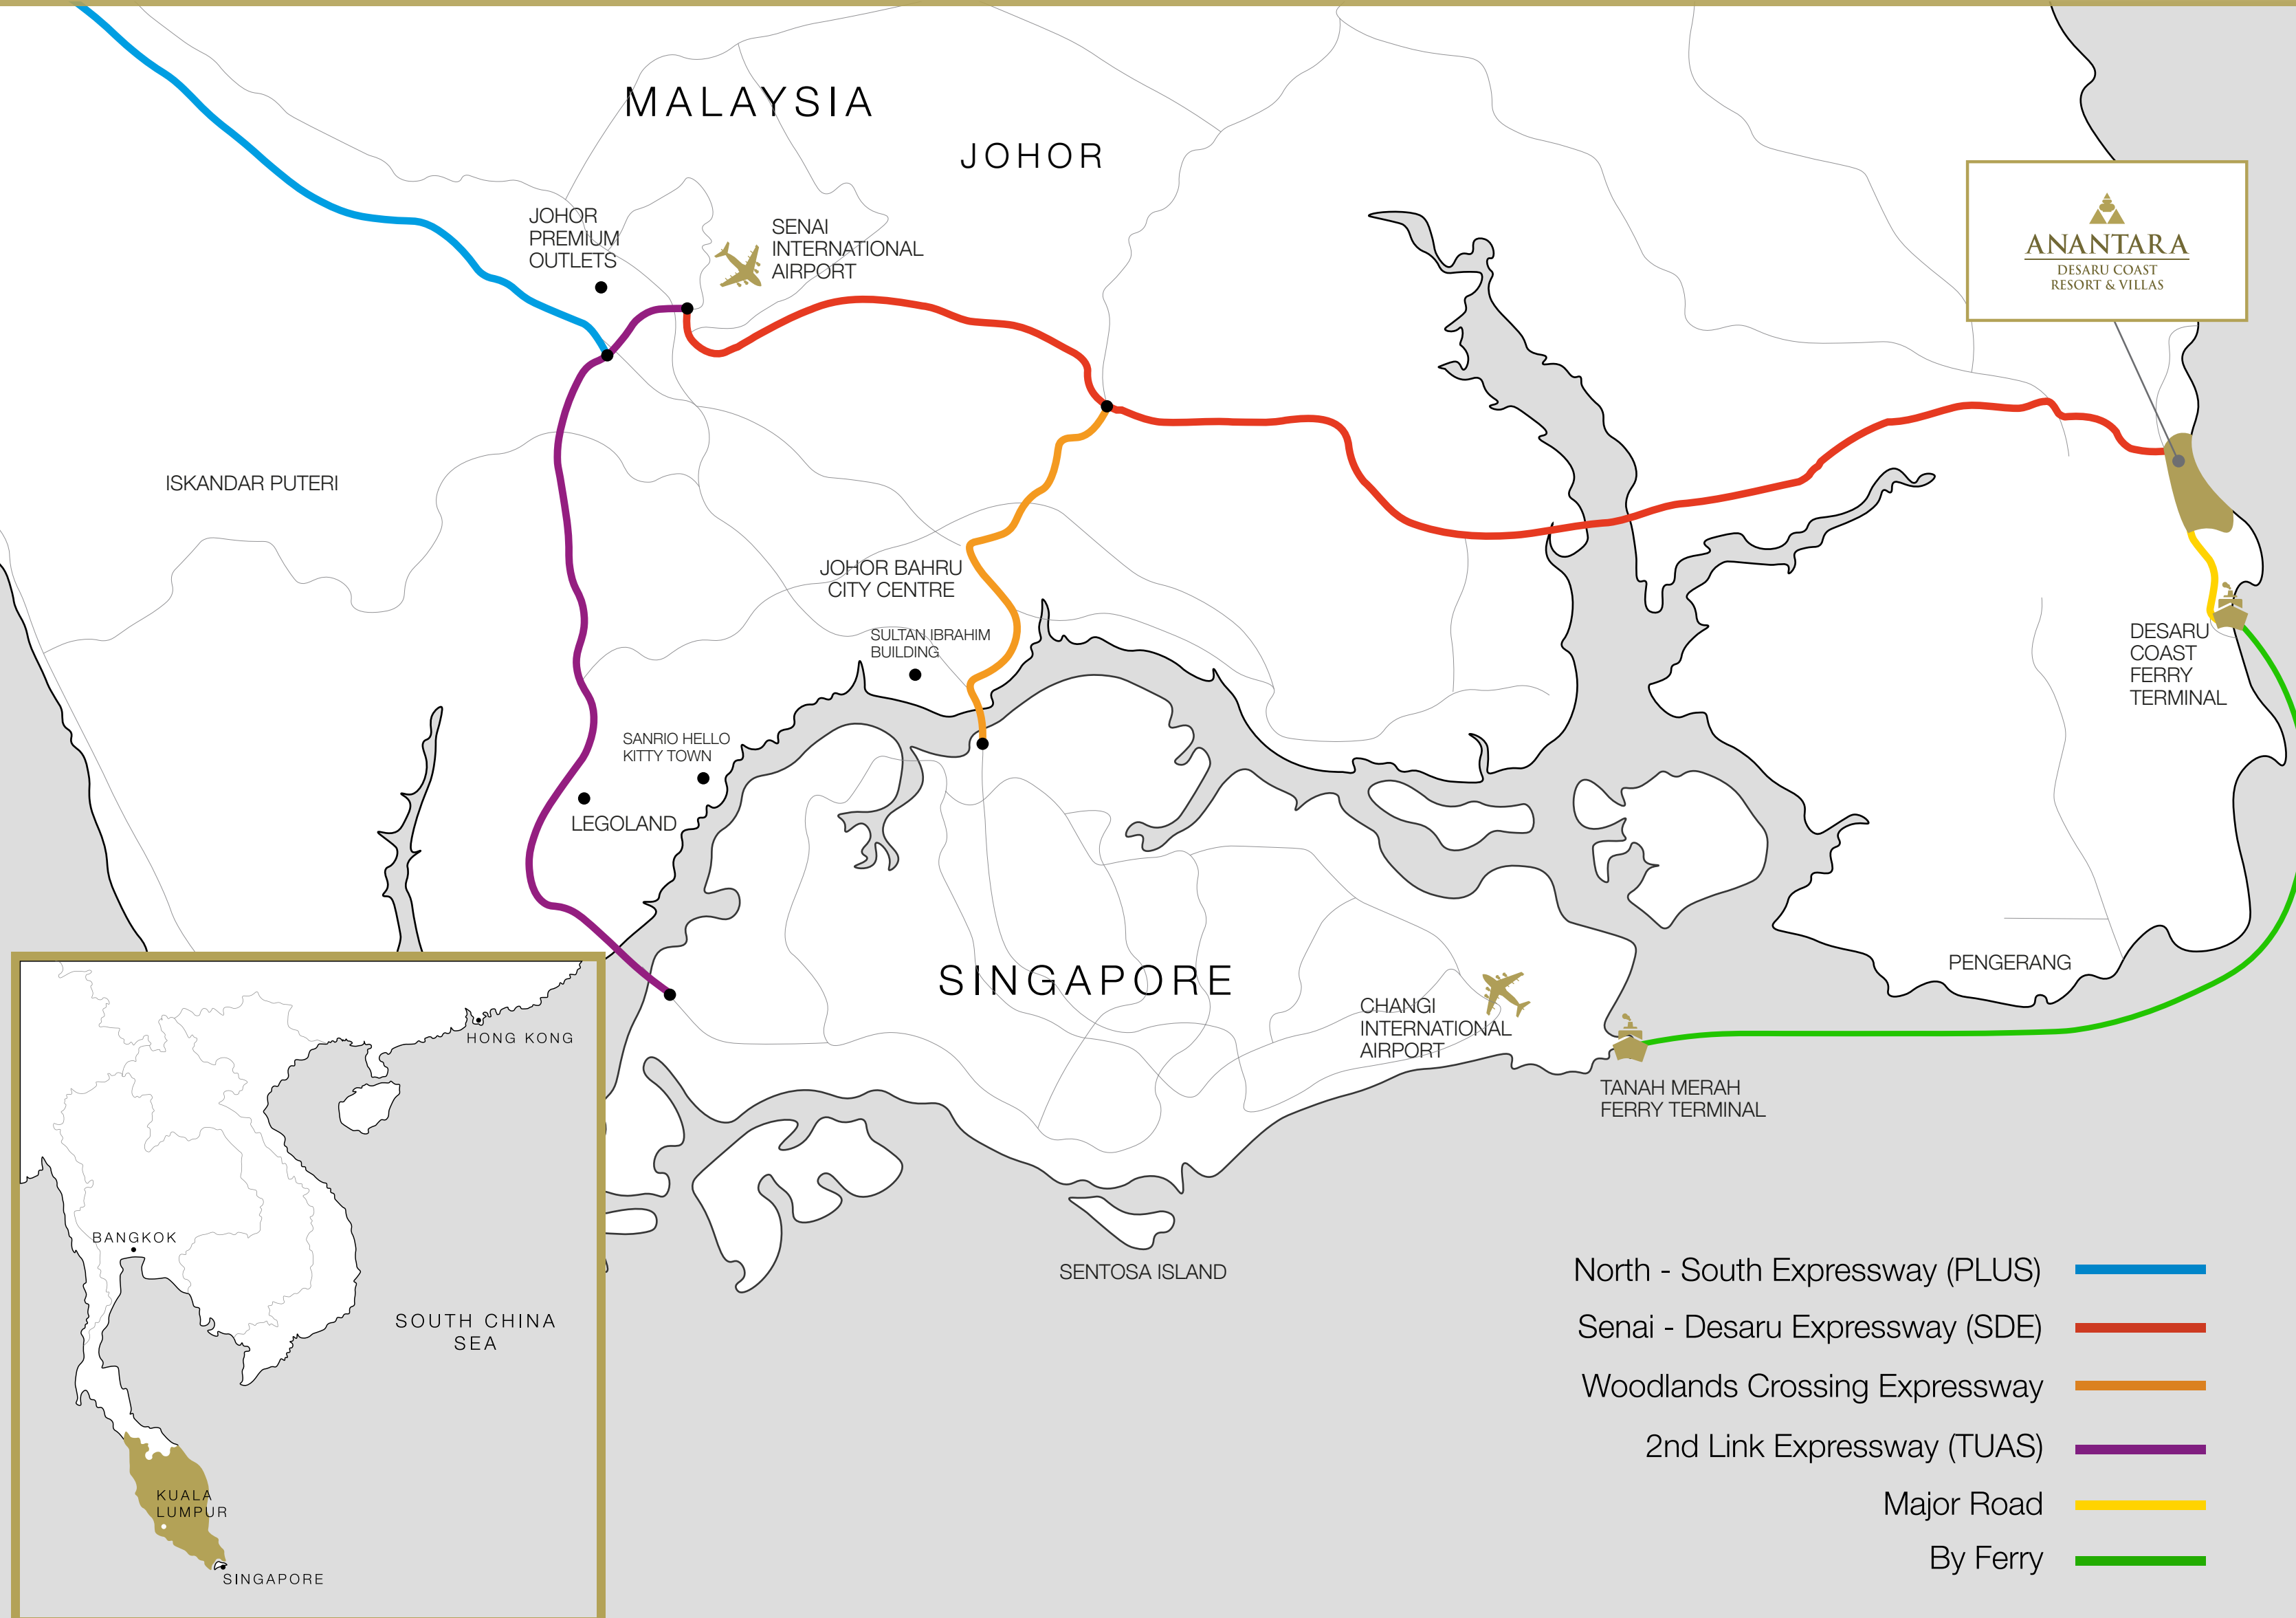 MALAYSIA
JOHOR
JOHOR
PREMIUM
OUTLETS
SENAI
INTERNATIONAL
AIRPORT
ANANTARA
DESARU COAST
RESORT & VILLAS
ISKANDAR PUTERI
JOHOR BAHRU
CITY CENTRE
SULTAN IBRAHIM
BUILDING
DESARU
COAST
FERRY
TERMINAL
SANRIO HELLO
KITTY TOWN
LEGOLAND
SINGAPORE
PENGERANG
CHANGI
INTERNATIONAL
AIRPORT
TANAH MERAH
FERRY TERMINAL
SENTOSA ISLAND
HONG KONG
BANGKOK
SOUTH CHINA
SEA
KUALA
LUMPUR
SINGAPORE
North - South Expressway (PLUS)
Senai - Desaru Expressway (SDE)
Woodlands Crossing Expressway
2nd Link Expressway (TUAS)
Major Road
By Ferry